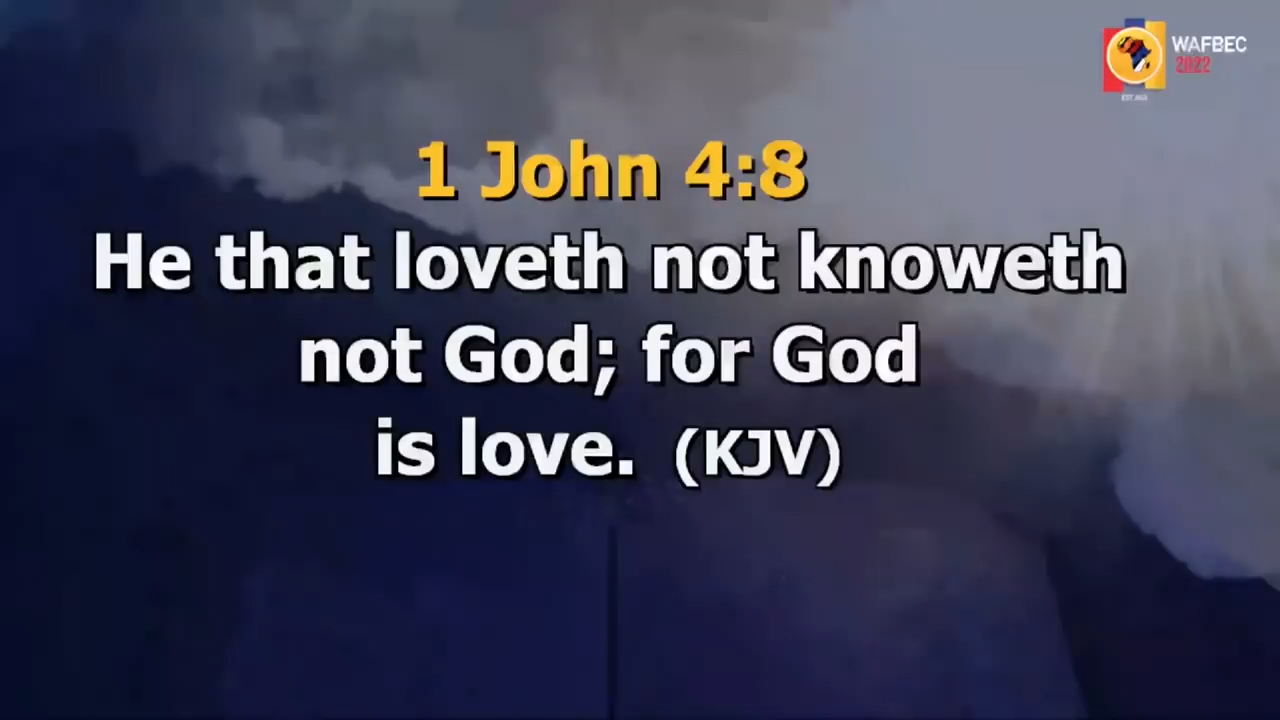 WAFBEC
2022
1 John 4:8
He that loveth not knoweth
not God; for God
is love. (KJV)